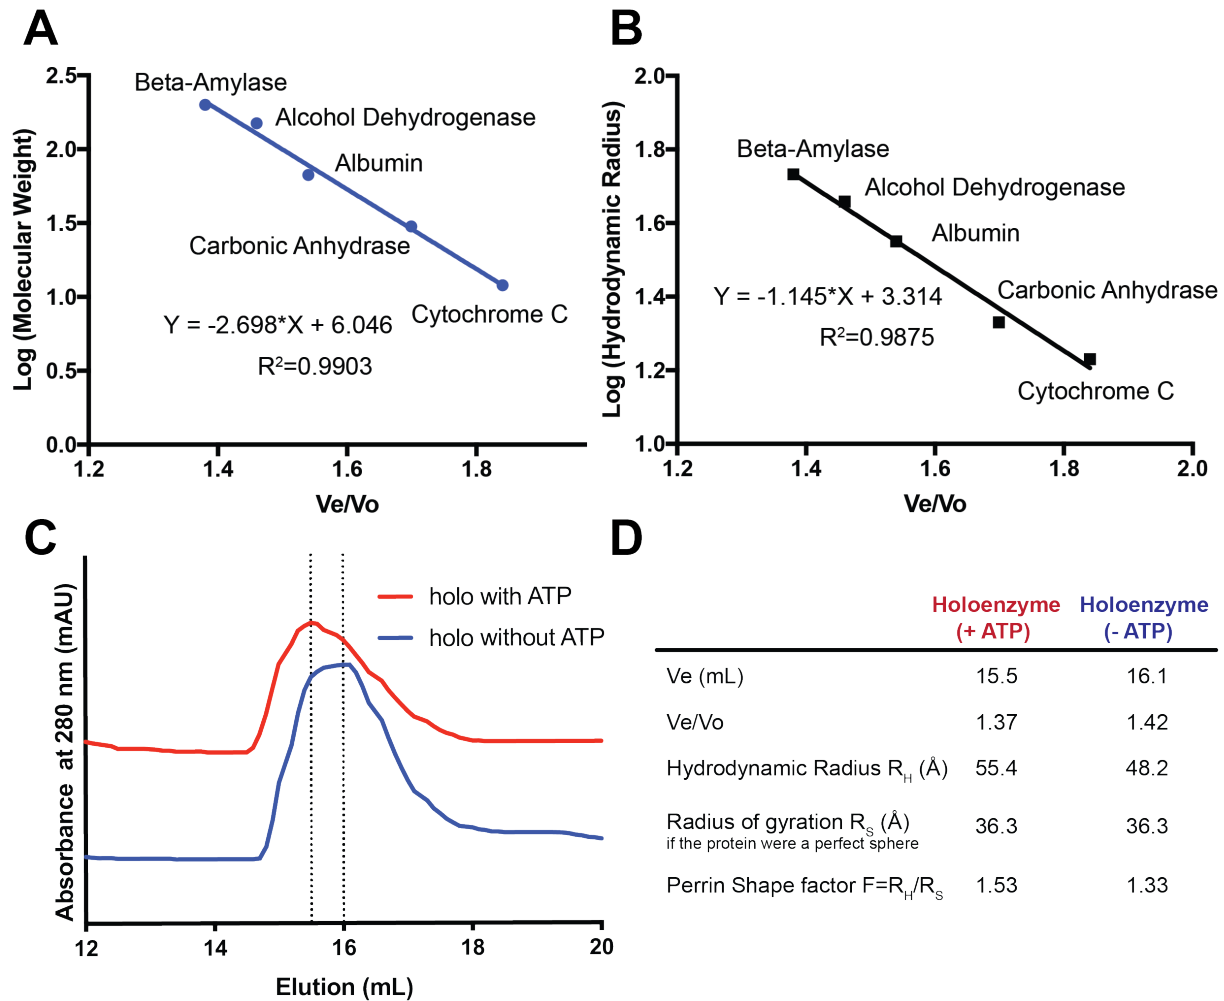 A
2.5
2.0
1.5
1.0
0.5
0.0
Log (Molecular Weight)
Beta-Amylase
Alcohol Dehydrogenase
Albumin
Carbonic Anhydrase
Cytochrome C
Y = -2.698*X + 6.046
R²=0.9903
1.2 1.4 1.6 1.8
Ve/Vo
B
2.0
1.8
1.6
1.4
1.2
1.0
Log (Hydrodynamic Radius)
Beta-Amylase
Alcohol Dehydrogenase
Albumin
Carbonic Anhydrase
Y = -1.145*X + 3.314
R²=0.9875
Cytochrome C
1.2 1.4 1.6 1.8 2.0
Ve/Vo
C
Absorbance at 280 nm (mAU)
holo with ATP
holo without ATP
12 14 16 18 20
Elution (mL)
D
Holoenzyme Holoenzyme
(+ ATP) (- ATP)
Ve (mL) 15.5 16.1
Ve/Vo 1.37 1.42
Hydrodynamic Radius R_H (Å) 55.4 48.2
Radius of gyration R_S (Å) 36.3 36.3
if the protein were a perfect sphere
Perrin Shape factor F=R_H/R_S 1.53 1.33